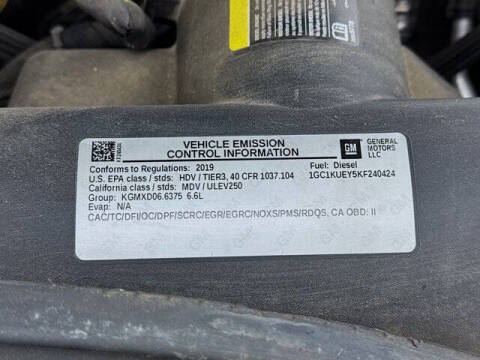 VEHICLE EMISSION
CONTROL INFORMATION
GM
GENERAL
MOTORS
LLC
Conforms to Regulations: 2019
Fuel: Diesel
U.S. EPA class / stds: HDV / TIER3, 40 CFR 1037.104
1GC1KUEY5KF240424
California class / stds: MDV / ULEV250
Group: KGMXD06.6375 6.6L
Evap: N/A
CAC/TC/DFI/OC/DPF/SCRC/EGR/EGRC/NOXS/PMS/RDQS, CA OBD: II